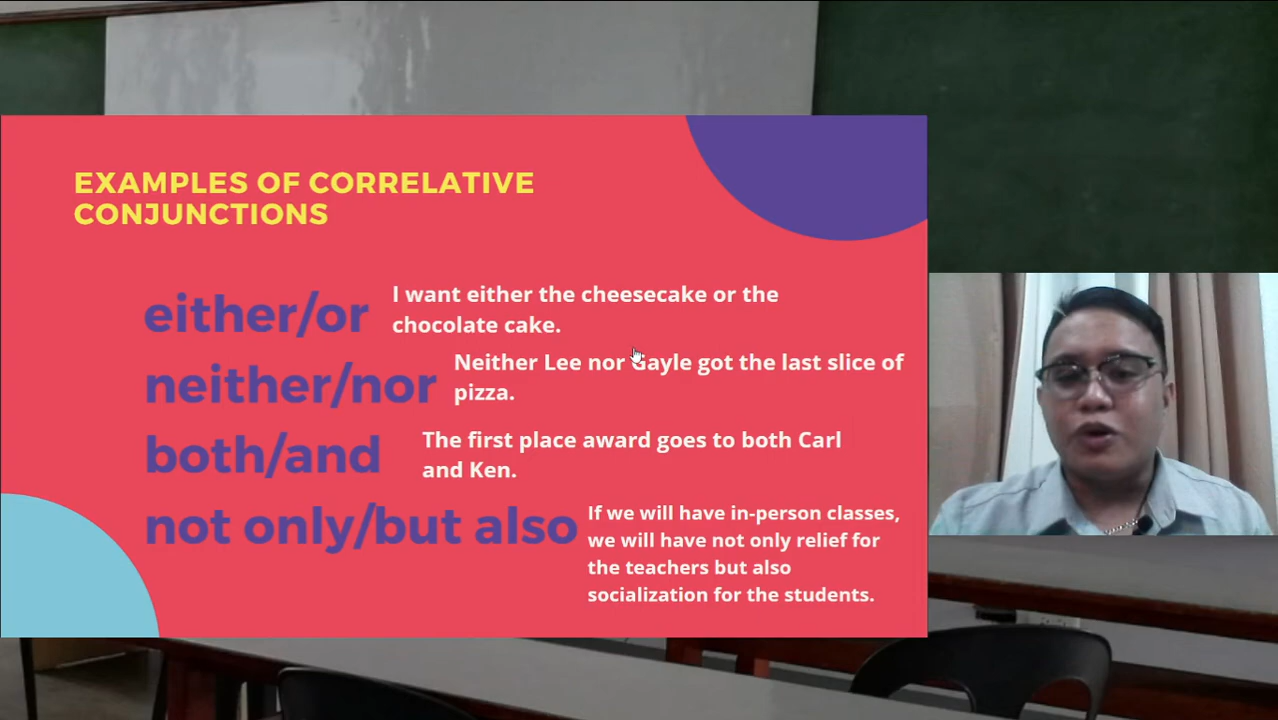 EXAMPLES OF CORRELATIVE
CONJUNCTIONS
either/or
I want either the cheesecake or the
chocolate cake.
neither/nor
Neither Lee nor Gayle got the last slice of
pizza.
both/and
The first place award goes to both Carl
and Ken.
not only/but also
If we will have in-person classes,
we will have not only relief for
the teachers but also
socialization for the students.